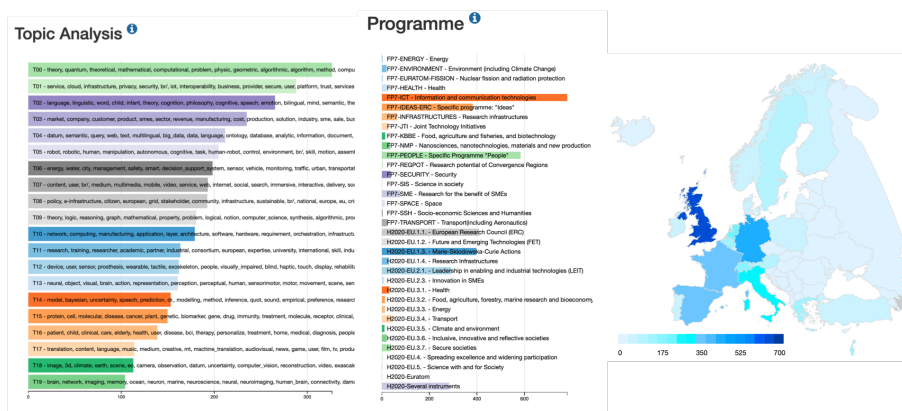 Topic Analysis
T00 - theory, quantum, theoretical, mathematical, computational, problem, physic, geometric, algorithmic, algorithm, method, compu
T01 - service, cloud, infrastructure, privacy, security, br/, iot, interoperability, business, provider, secure, user, platform, trust, services
T02 - language, linguistic, word, child, infant, theory, cognition, philosophy, cognitive, speech, emotion, bilingual, mind, semantic, the
T03 - market, company, customer, product, smes, sector, revenue, manufacturing, cost, production, solution, industry, sme, sale, bus
T04 - datum, semantic, query, web, text, multilingual, big_data, data, language, ontology, database, analytic, information, document,
T05 - robot, robotic, human, manipulation, autonomous, cognitive, task, human-robot, control, environment, br/, skill, motion, assem
T06 - energy, water, city, management, safety, smart, decision_support, system, sensor, vehicle, monitoring, traffic, urban, transportat
T07 - content, user, br/, medium, multimedia, mobile, video, service, web, internet, social, search, immersive, interactive, delivery, so
T08 - policy, e-infrastructure, citizen, european, grid, stakeholder, community, infrastructure, sustainable, br/, national, europe, eu, cri
T09 - theory, logic, reasoning, graph, mathematical, property, problem, logical, notion, computer_science, synthesis, algorithmic, pro
T10 - network, computing, manufacturing, application, layer, architecture, software, hardware, requirement, orchestration, infrastruct
T11 - research, training, researcher, academic, partner, industrial, consortium, european, expertise, university, international, skill, indu
T12 - device, user, sensor, prosthesis, wearable, tactile, exoskeleton, people, visually_impaired, blind, haptic, touch, display, rehabilit
T13 - neural, object, visual, brain, action, representation, perception, perceptual, human, sensorimotor, motor, movement, scene, sen
T14 - model, bayesian, uncertainty, speech, prediction, modelling, method, inference, quot, sound, empirical, preference, researc
T15 - protein, cell, molecular, disease, cancer, plant, genetic, biomarker, gene, drug, immunity, treatment, molecule, receptor, clinical,
T16 - patient, child, clinical, care, elderly, health, user, disease, bci, therapy, personalize, treatment, home, medical, diagnosis, people
T17 - translation, content, language, music, medium, creative, mt, machine_translation, audiovisual, news, game, user, film, tv, produ
T18 - image, 3d, climate, earth, scene, eo, camera, observation, datum, uncertainty, computer_vision, reconstruction, video, exascale
T19 - brain, network, imaging, memory, ocean, neuron, marine, neuroscience, neural, neuroimaging, human_brain, connectivity, dam
0 100 200 300
Programme
FP7-ENERGY - Energy
FP7-ENVIRONMENT - Environment (including Climate Change)
FP7-EURATOM-FISSION - Nuclear fission and radiation protection
FP7-HEALTH - Health
FP7-ICT - Information and communication technologies
FP7-IDEAS-ERC - Specific programme: "Ideas"
FP7-INFRASTRUCTURES - Research infrastructures
FP7-JTI - Joint Technology Initiatives
FP7-KBBE - Food, agriculture and fisheries, and biotechnology
FP7-NMP - Nanosciences, nanotechnologies, materials and new production
FP7-PEOPLE - Specific Programme "People"
FP7-REGPOT - Research potential of Convergence Regions
FP7-SECURITY - Security
FP7-SIS - Science in society
FP7-SME - Research for the benefit of SMEs
FP7-SPACE - Space
FP7-SSH - Socio-economic Sciences and Humanities
FP7-TRANSPORT - Transport(including Aeronautics)
H2020-EU.1.1. - European Research Council (ERC)
H2020-EU.1.2. - Future and Emerging Technologies (FET)
H2020-EU.1.3. - Marie-Sklodowska-Curie Actions
H2020-EU.1.4. - Research Infrastructures
H2020-EU.2.1. - Leadership in enabling and industrial technologies (LEIT)
H2020-EU.2.3. - Innovation in SMEs
H2020-EU.3.1. - Health
H2020-EU.3.2. - Food, agriculture, forestry, marine research and bioeconomy
H2020-EU.3.3. - Energy
H2020-EU.3.4. - Transport
H2020-EU.3.5. - Climate and environment
H2020-EU.3.6. - Inclusive, innovative and reflective societies
H2020-EU.3.7. - Secure societies
H2020-EU.4. - Spreading excellence and widening participation
H2020-EU.5. - Science with and for Society
H2020-Euratom
H2020-Several instruments
0 200 400 600
0 175 350 525 700